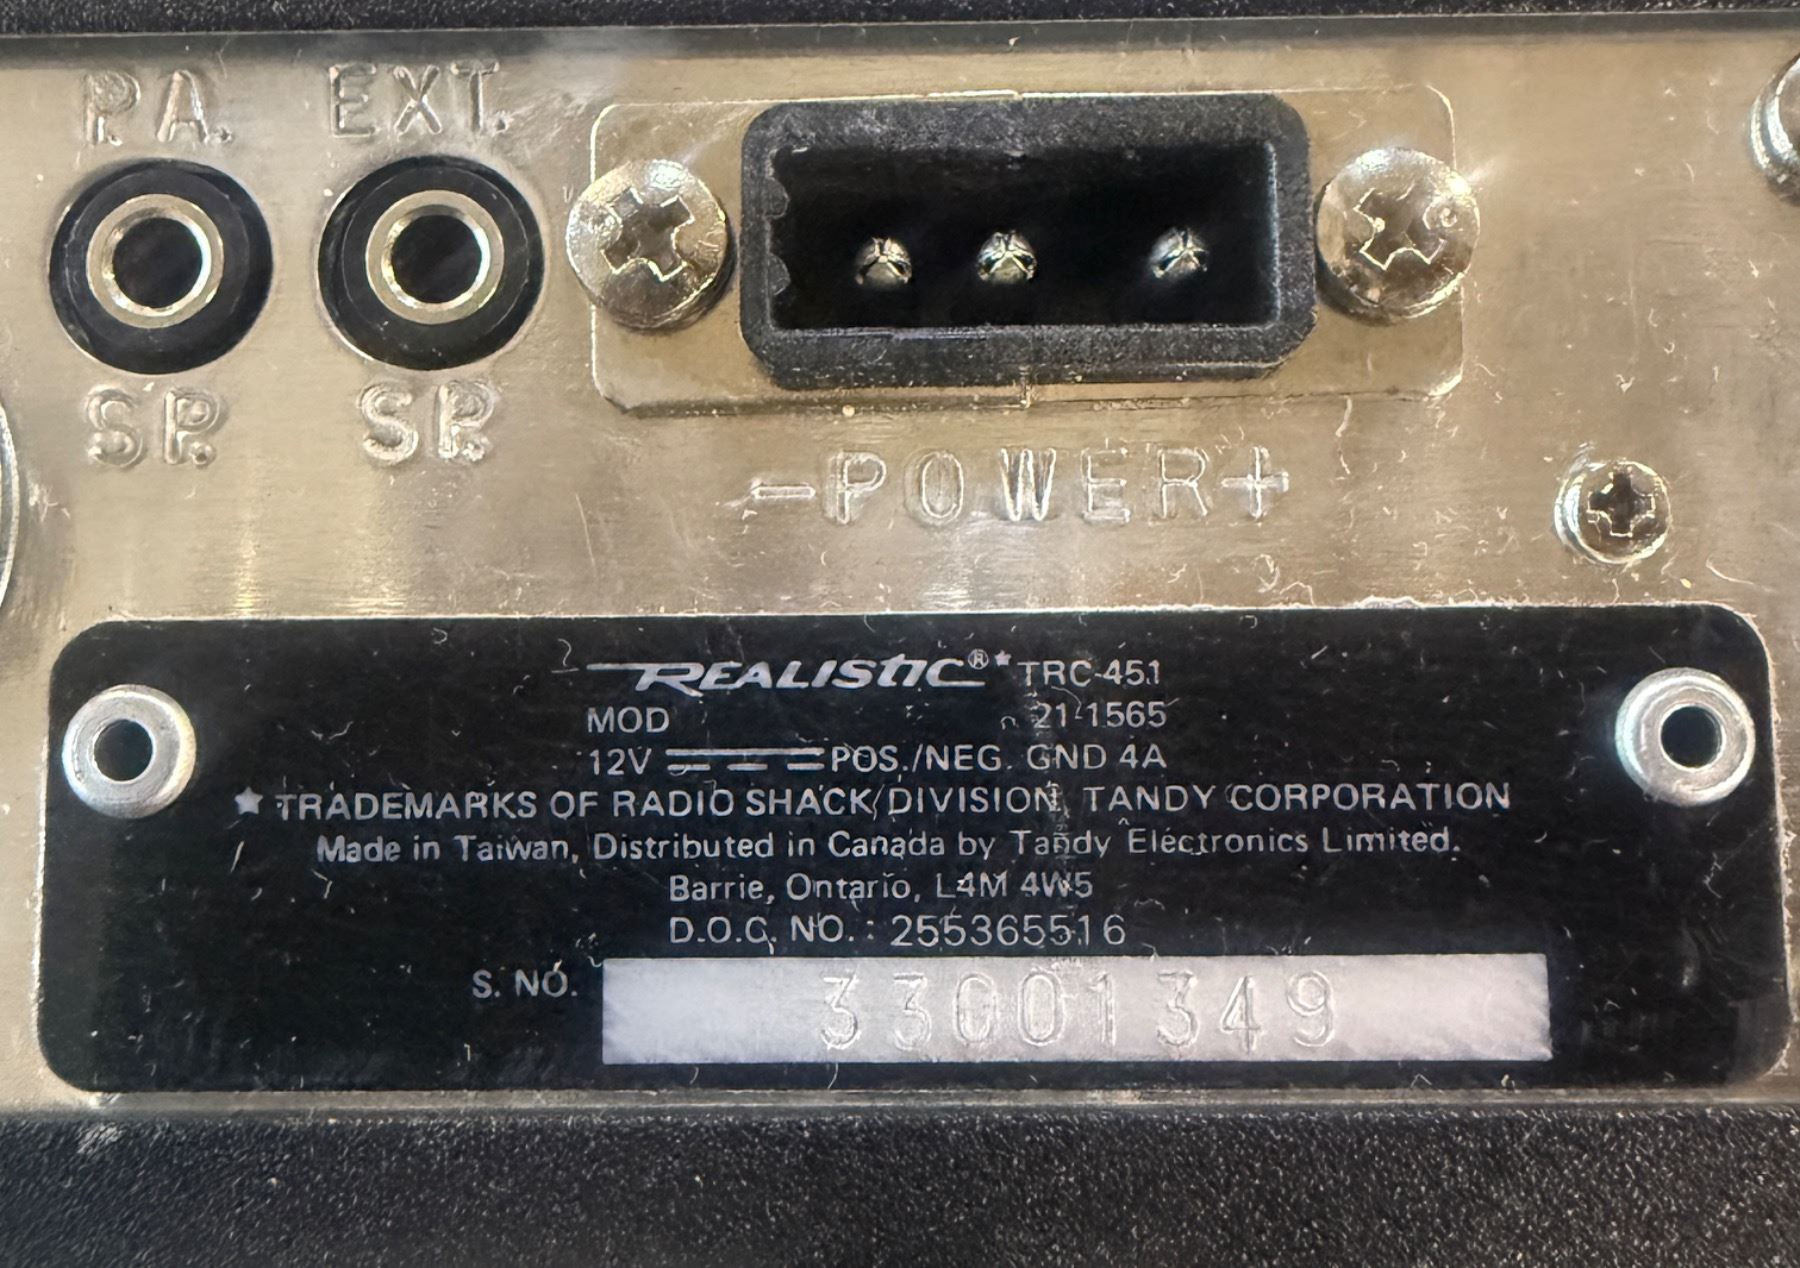 P.A. EXT.
SP. SP.
-POWER+
REALISTIC®★ TRC-451
MOD 21-1565
12V POS./NEG. GND 4A
★ TRADEMARKS OF RADIO SHACK DIVISION, TANDY CORPORATION
Made in Taiwan, Distributed in Canada by Tandy Electronics Limited.
Barrie, Ontario, L4M 4W5
D.O.C. NO.: 255365516
S. NO. 33001349